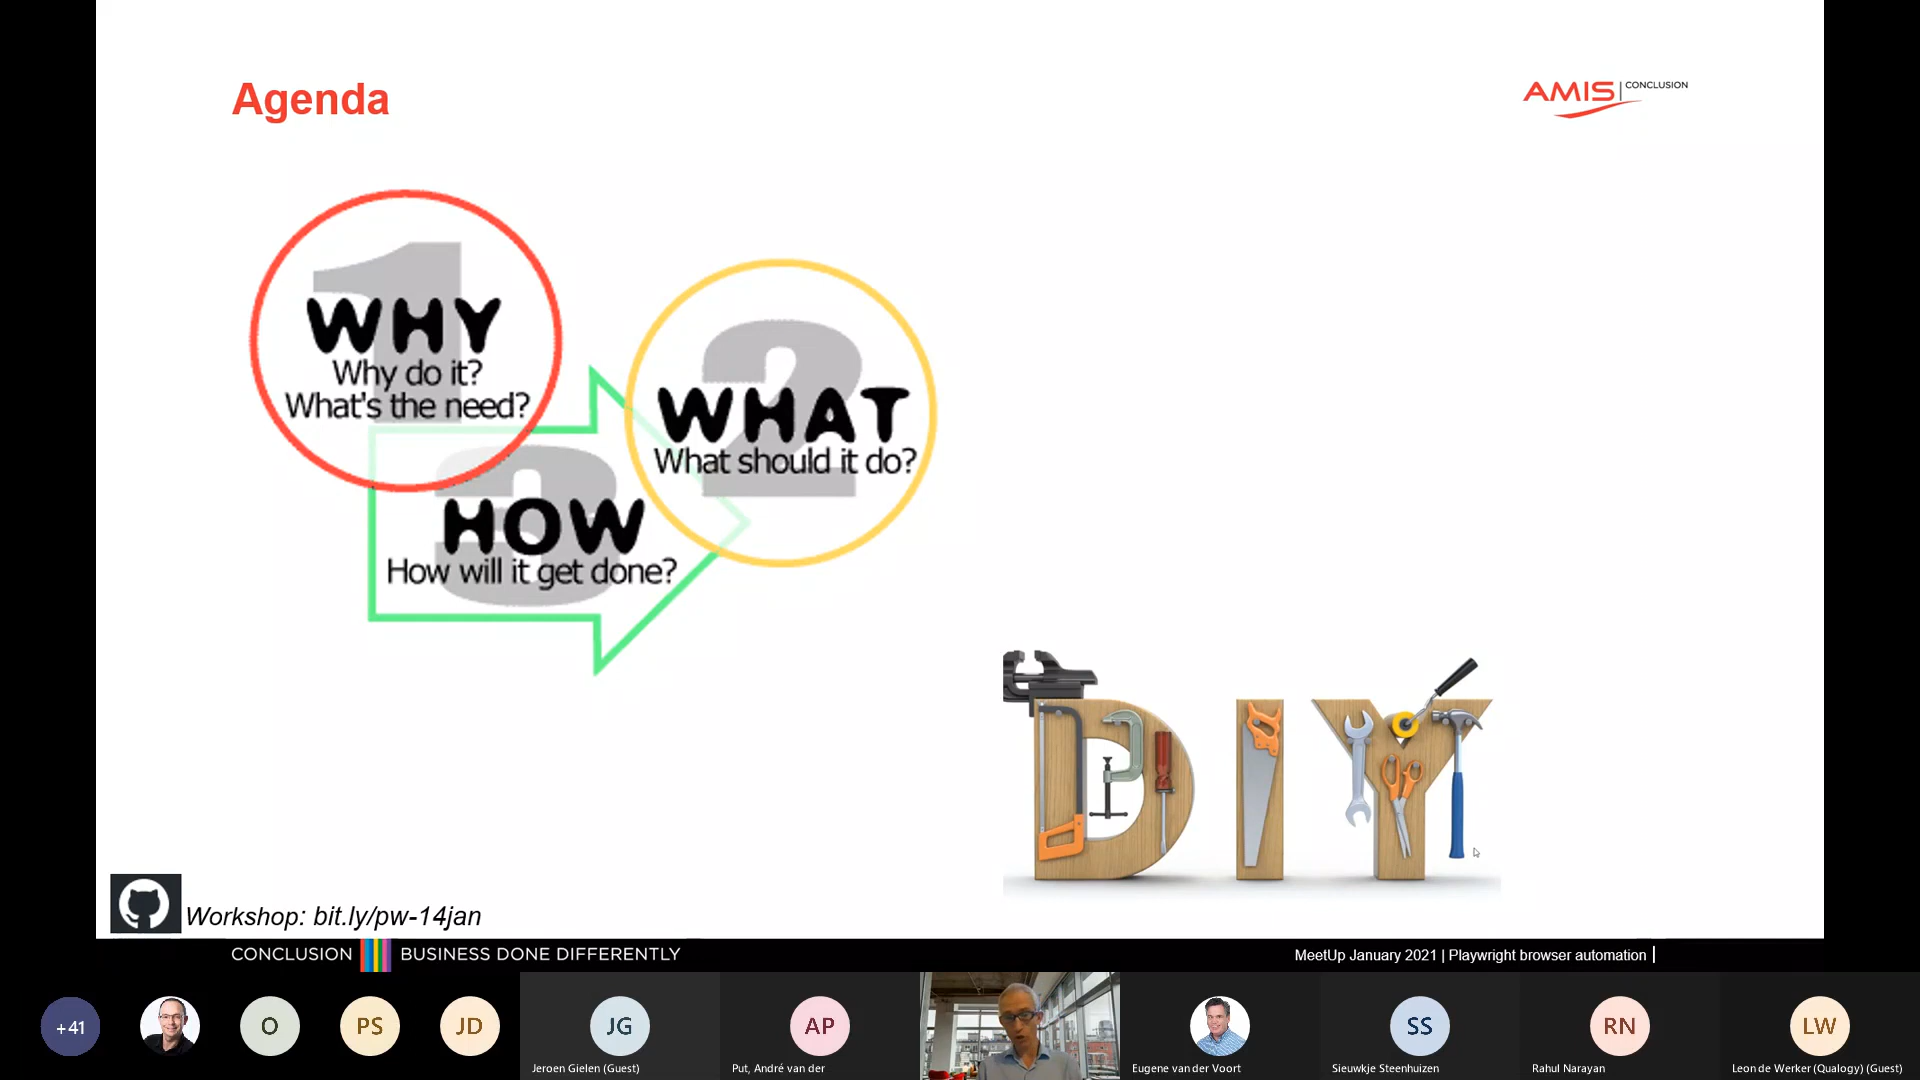 Agenda
AMIS | CONCLUSION
1
WHY
Why do it?
What's the need?
2
WHAT
What should it do?
3
HOW
How will it get done?
DIY
Workshop: bit.ly/pw-14jan
CONCLUSION BUSINESS DONE DIFFERENTLY
MeetUp January 2021 | Playwright browser automation |
+41
O
PS
JD
JG
Jeroen Gielen (Guest)
AP
Put, André van der
Eugene van der Voort
SS
Sieuwkje Steenhuizen
RN
Rahul Narayan
LW
Leon de Werker (Qualogy) (Guest)